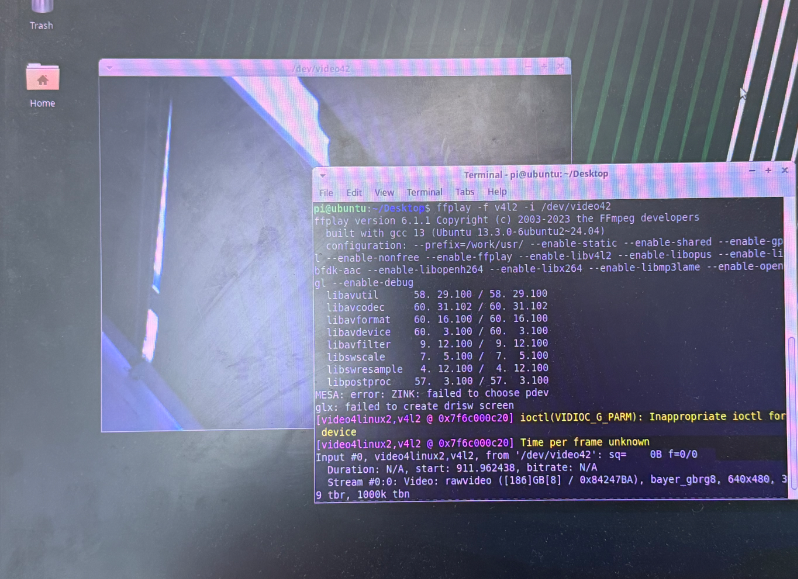 Trash
Home
/dev/video42
Terminal - pi@ubuntu: ~/Desktop
File Edit View Terminal Tabs Help
pi@ubuntu:~/Desktop$ ffplay -f v4l2 -i /dev/video42
ffplay version 6.1.1 Copyright (c) 2003-2023 the FFmpeg developers
built with gcc 13 (Ubuntu 13.3.0-6ubuntu2~24.04)
configuration: --prefix=/work/usr/ --enable-static --enable-shared --enable-gp
l --enable-nonfree --enable-ffplay --enable-libv4l2 --enable-libopus --enable-li
bfdk-aac --enable-libopenh264 --enable-libx264 --enable-libmp3lame --enable-open
gl --enable-debug
libavutil 58. 29.100 / 58. 29.100
libavcodec 60. 31.102 / 60. 31.102
libavformat 60. 16.100 / 60. 16.100
libavdevice 60. 3.100 / 60. 3.100
libavfilter 9. 12.100 / 9. 12.100
libswscale 7. 5.100 / 7. 5.100
libswresample 4. 12.100 / 4. 12.100
libpostproc 57. 3.100 / 57. 3.100
MESA: error: ZINK: failed to choose pdev
glx: failed to create drisw screen
[video4linux2,v4l2 @ 0x7f6c000c20] ioctl(VIDIOC_G_PARM): Inappropriate ioctl for
device
[video4linux2,v4l2 @ 0x7f6c000c20] Time per frame unknown
Input #0, video4linux2,v4l2, from '/dev/video42': sq= 0B f=0/0
Duration: N/A, start: 911.962438, bitrate: N/A
Stream #0:0: Video: rawvideo ([186]GB[8] / 0x84247BA), bayer_gbrg8, 640x480, 3
9 tbr, 1000k tbn